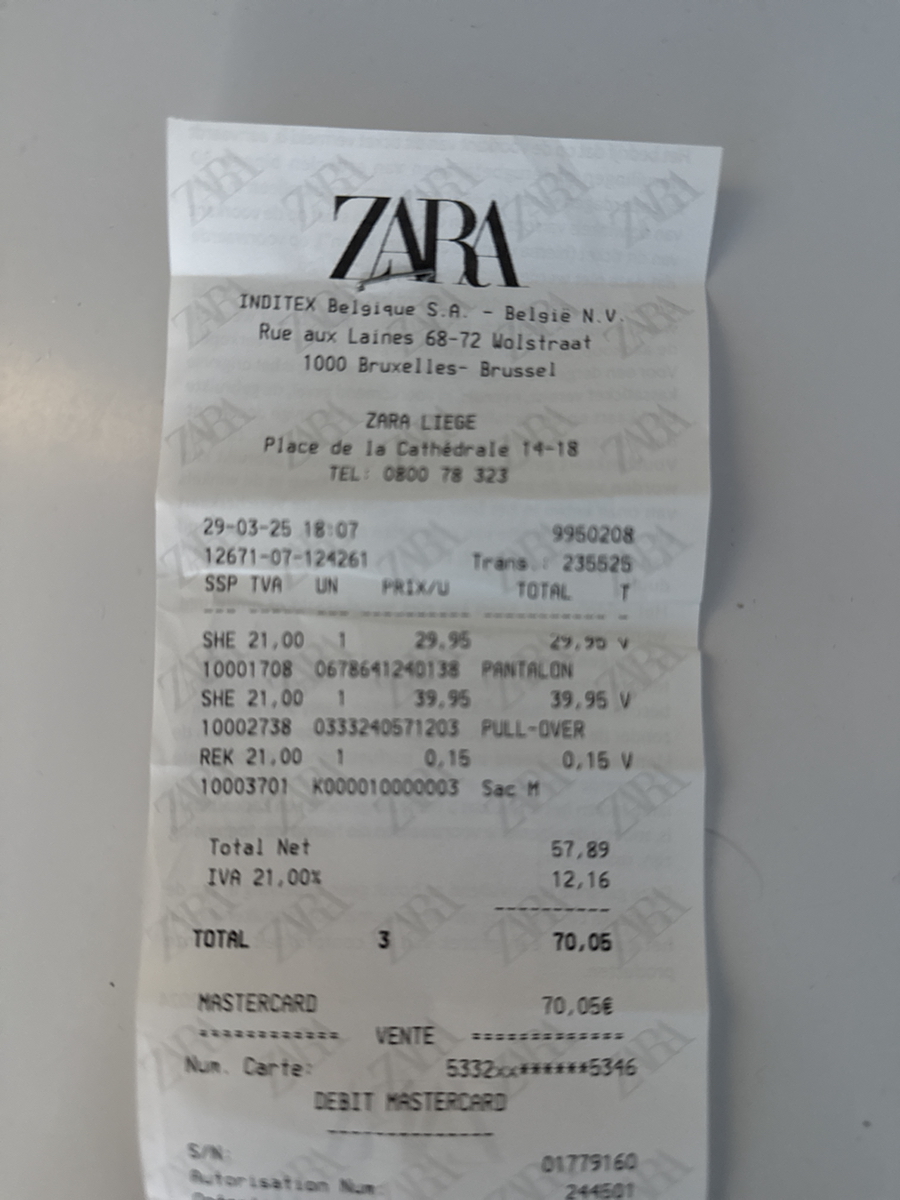 ZARA
INDITEX Belgique S.A. - België N.V.
Rue aux Laines 68-72 Wolstraat
1000 Bruxelles- Brussel
ZARA LIEGE
Place de la Cathédrale 14-18
TEL: 0800 78 323
29-03-25 18:07 9950208
12671-07-124261 Trans.: 235525
SSP TVA UN PRIX/U TOTAL T
SHE 21,00 1 29,95 29,95 V
10001708 0678641240138 PANTALON
SHE 21,00 1 39,95 39,95 V
10002738 0333240571203 PULL-OVER
REK 21,00 1 0,15 0,15 V
10003701 K000010000003 Sac M
Total Net 57,89
IVA 21,00% 12,16
TOTAL 3 70,05
MASTERCARD 70,05€
============ VENTE =============
Num. Carte: 5332xx******5346
DEBIT MASTERCARD
S/N: 01779160
Autorisation Num: 244501